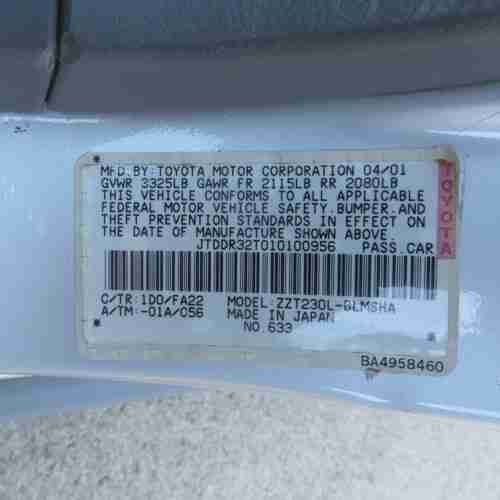 MFD.BY:TOYOTA MOTOR CORPORATION 04/01
GVWR 3325LB GAWR FR 2115LB RR 2080LB
THIS VEHICLE CONFORMS TO ALL APPLICABLE
FEDERAL MOTOR VEHICLE SAFETY,BUMPER,AND
THEFT PREVENTION STANDARDS IN EFFECT ON
THE DATE OF MANUFACTURE SHOWN ABOVE.
JTDDR32T010100956 PASS.CAR
TOYOTA
C/TR:1D0/FA22 MODEL:ZZT230L-BLMSHA
A/TM:-01A/C56 MADE IN JAPAN
NO.633
BA4958460